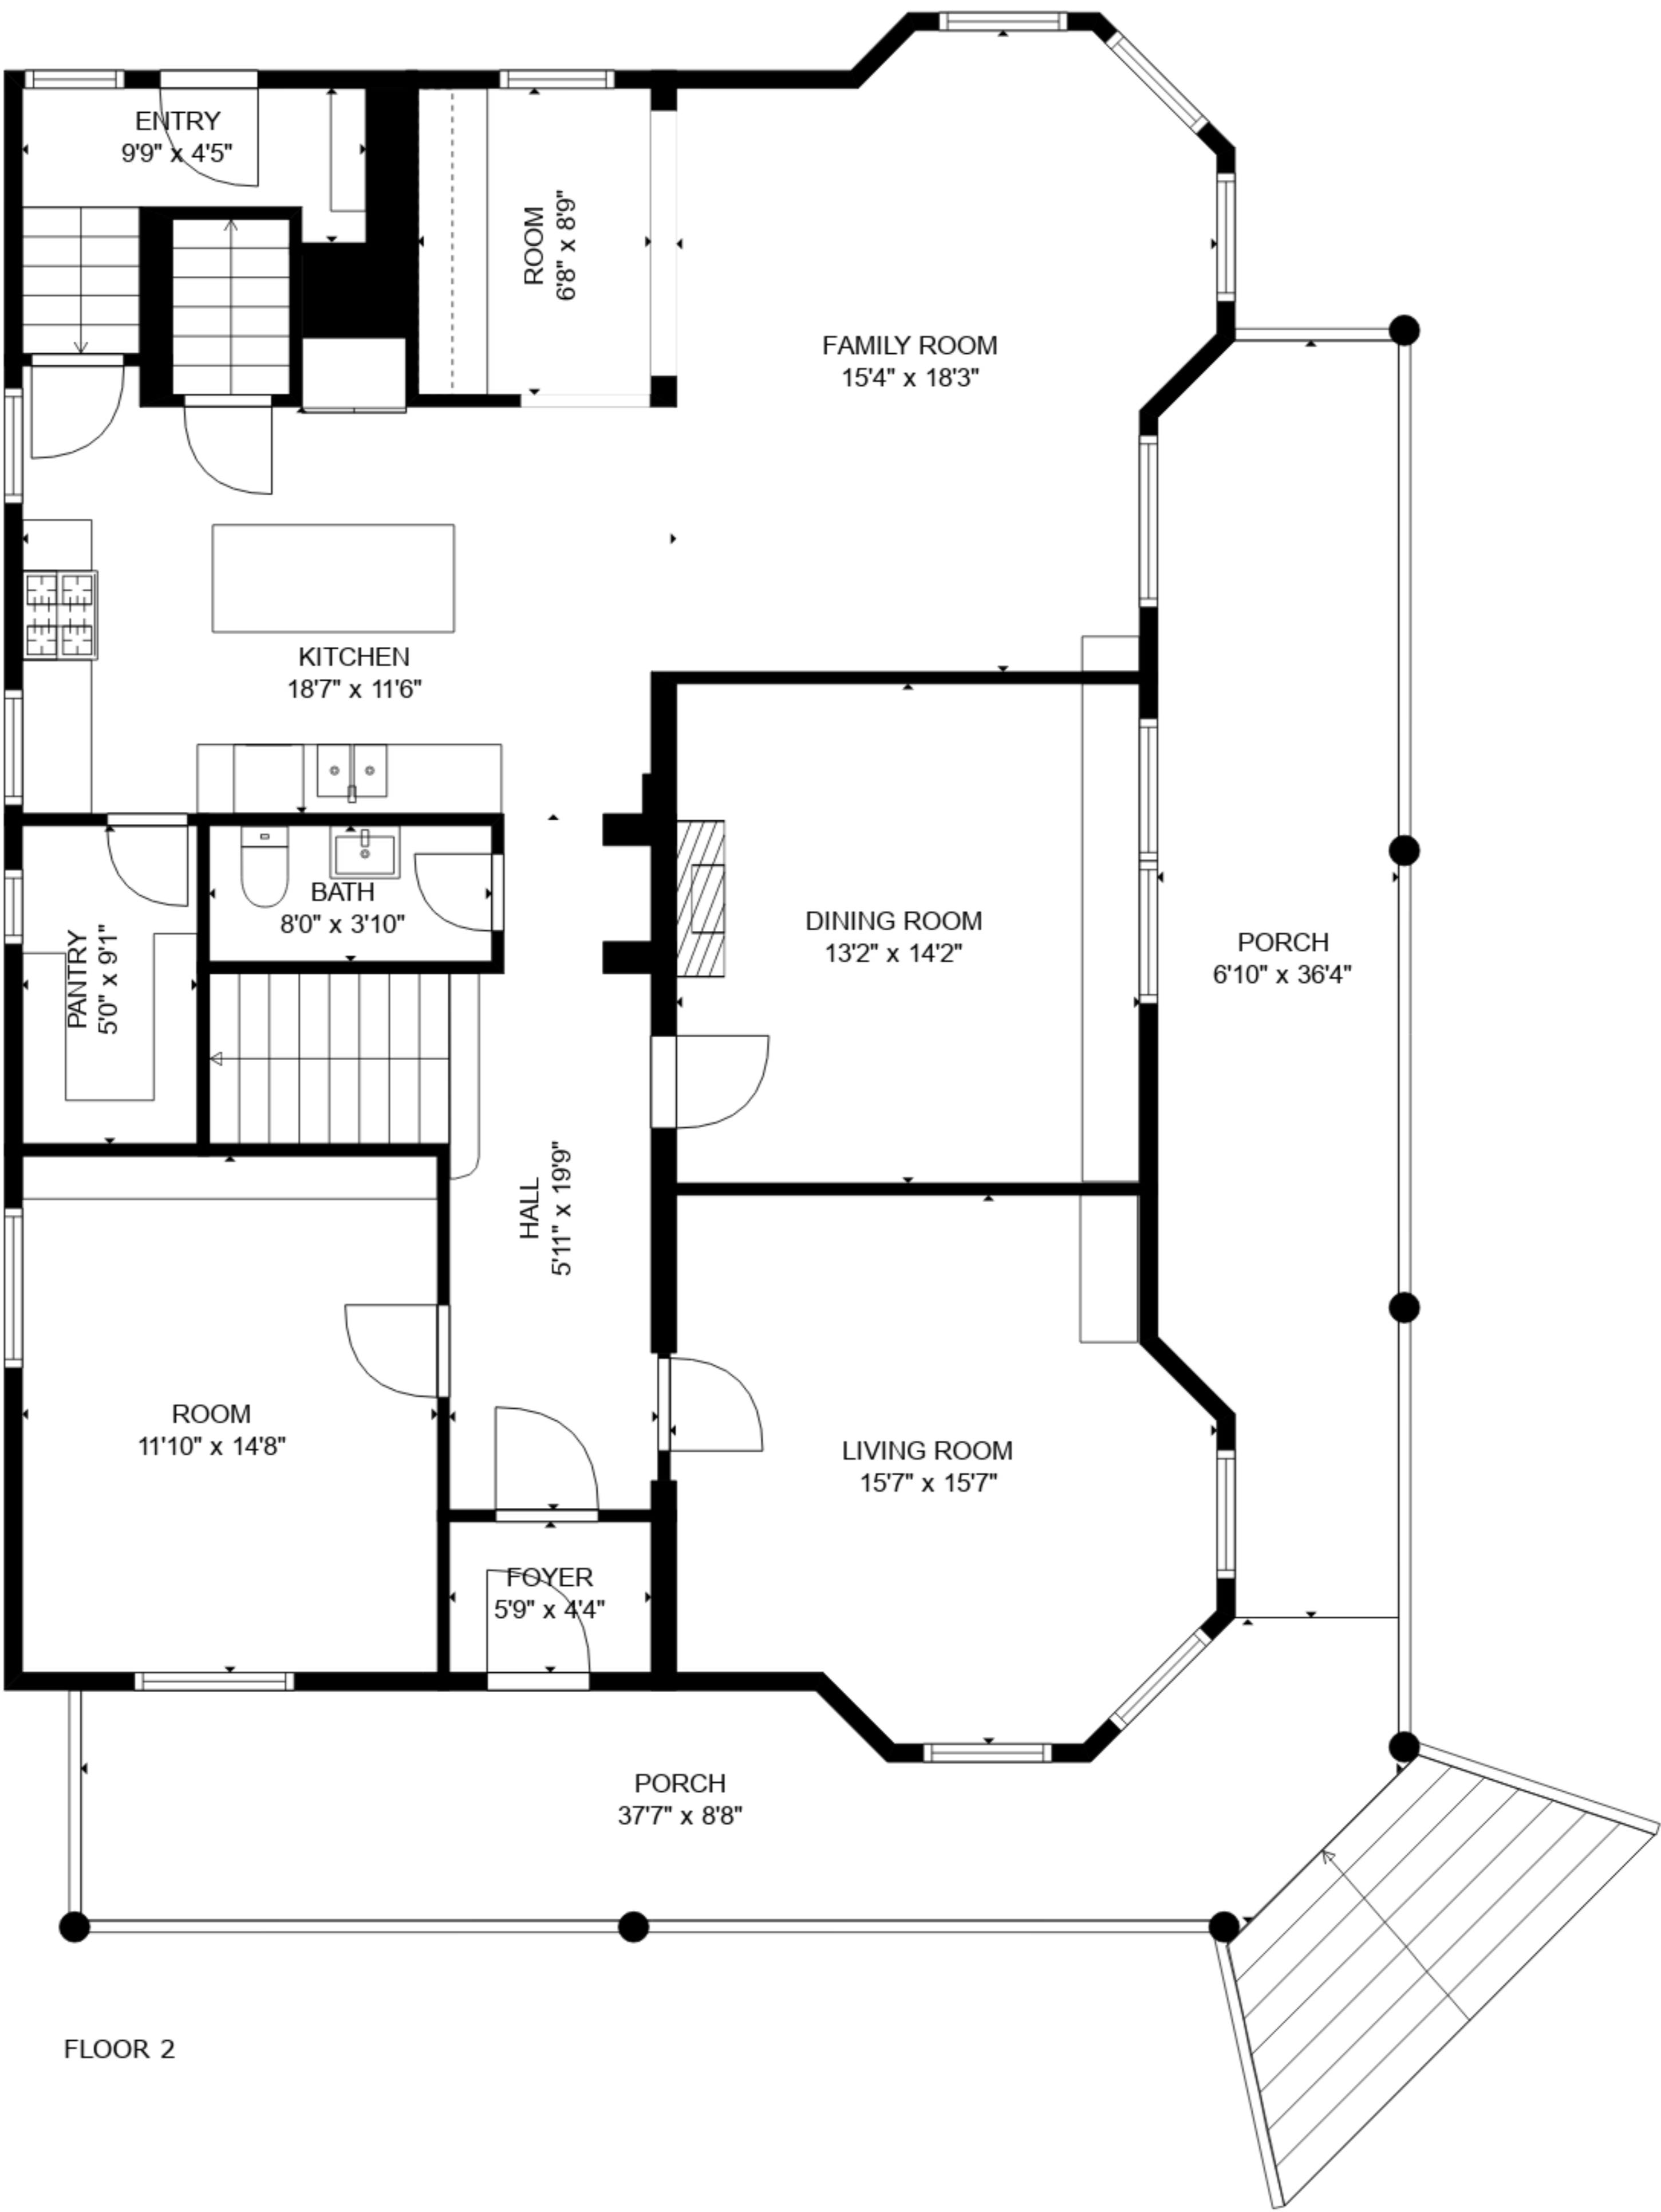 ENTRY
9'9" x 4'5"
ROOM
6'8" x 8'9"
FAMILY ROOM
15'4" x 18'3"
KITCHEN
18'7" x 11'6"
BATH
8'0" x 3'10"
PANTRY
5'0" x 9'1"
DINING ROOM
13'2" x 14'2"
PORCH
6'10" x 36'4"
HALL
5'11" x 19'9"
ROOM
11'10" x 14'8"
LIVING ROOM
15'7" x 15'7"
FOYER
5'9" x 4'4"
PORCH
37'7" x 8'8"
FLOOR 2